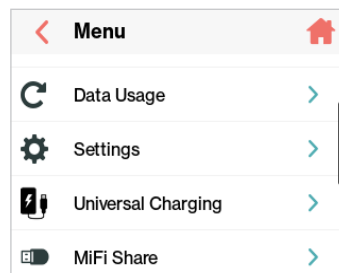 Menu
Data Usage
Settings
Universal Charging
MiFi Share